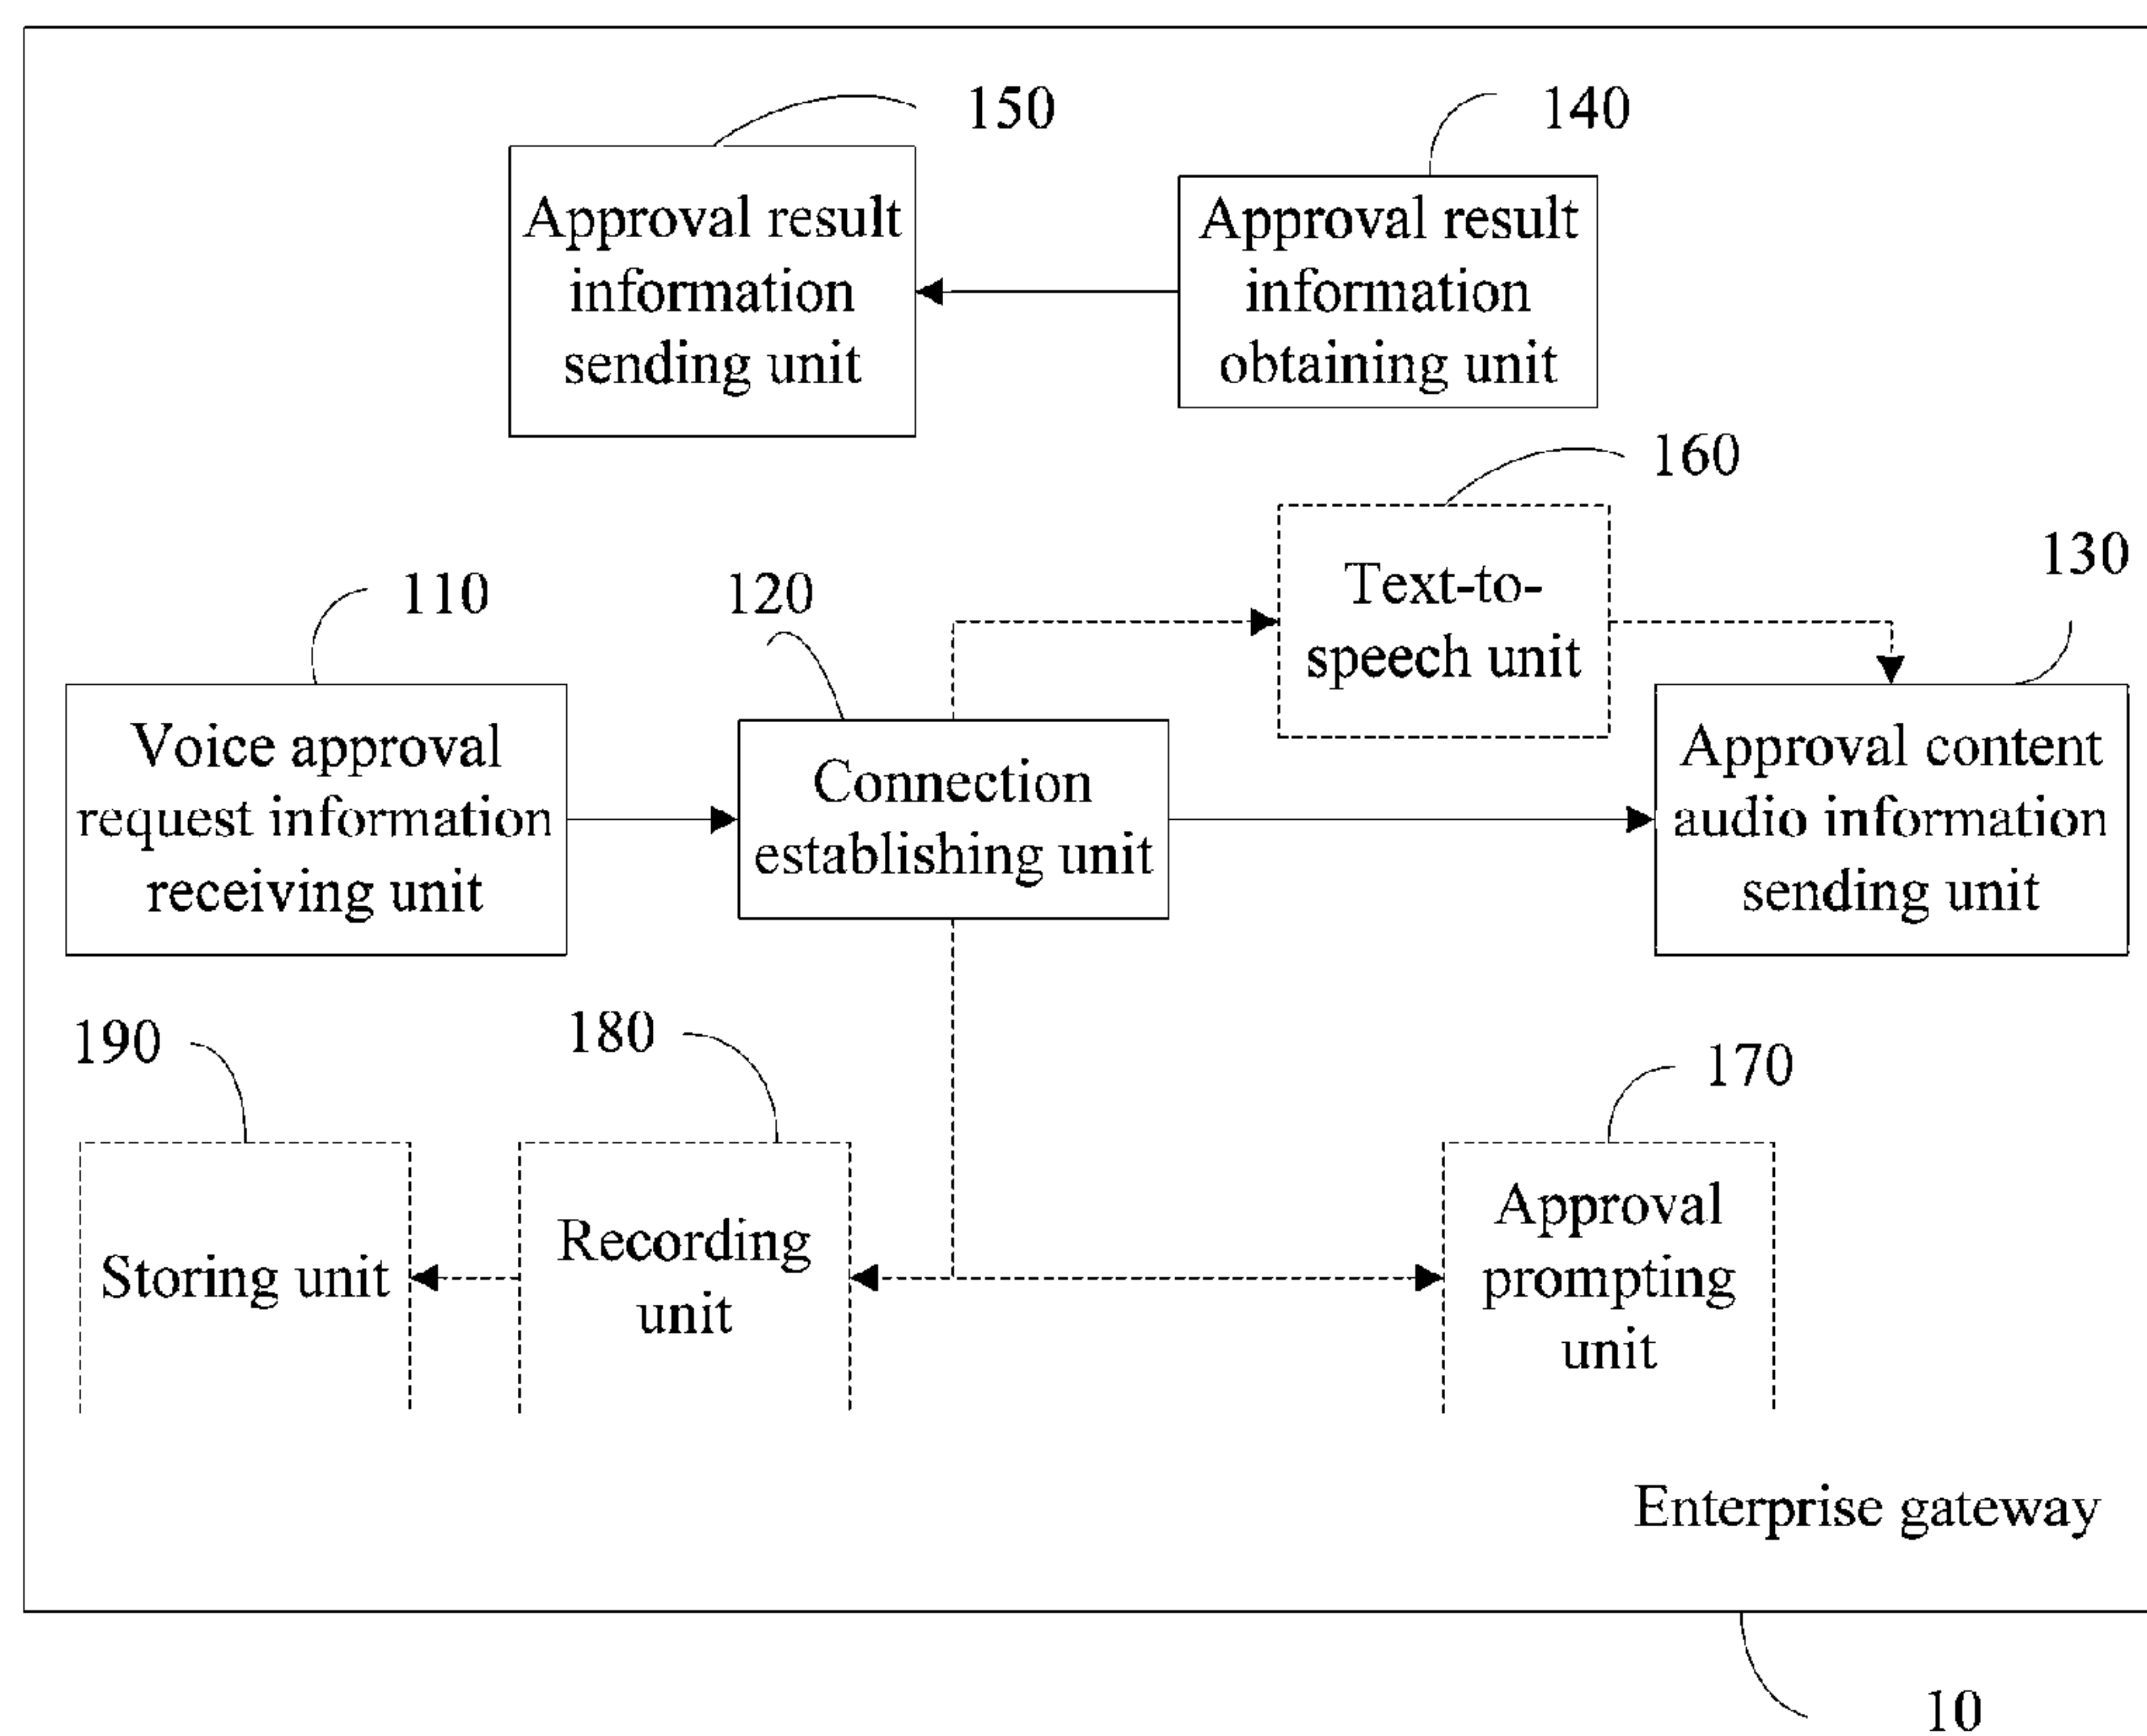 150
140
Approval result
information
sending unit
Approval result
information
obtaining unit
160
130
110
120
Text-to-
speech unit
Voice approval
request information
receiving unit
Connection
establishing unit
Approval content
audio information
sending unit
190
180
170
Storing unit
Recording
unit
Approval
prompting
unit
Enterprise gateway
10